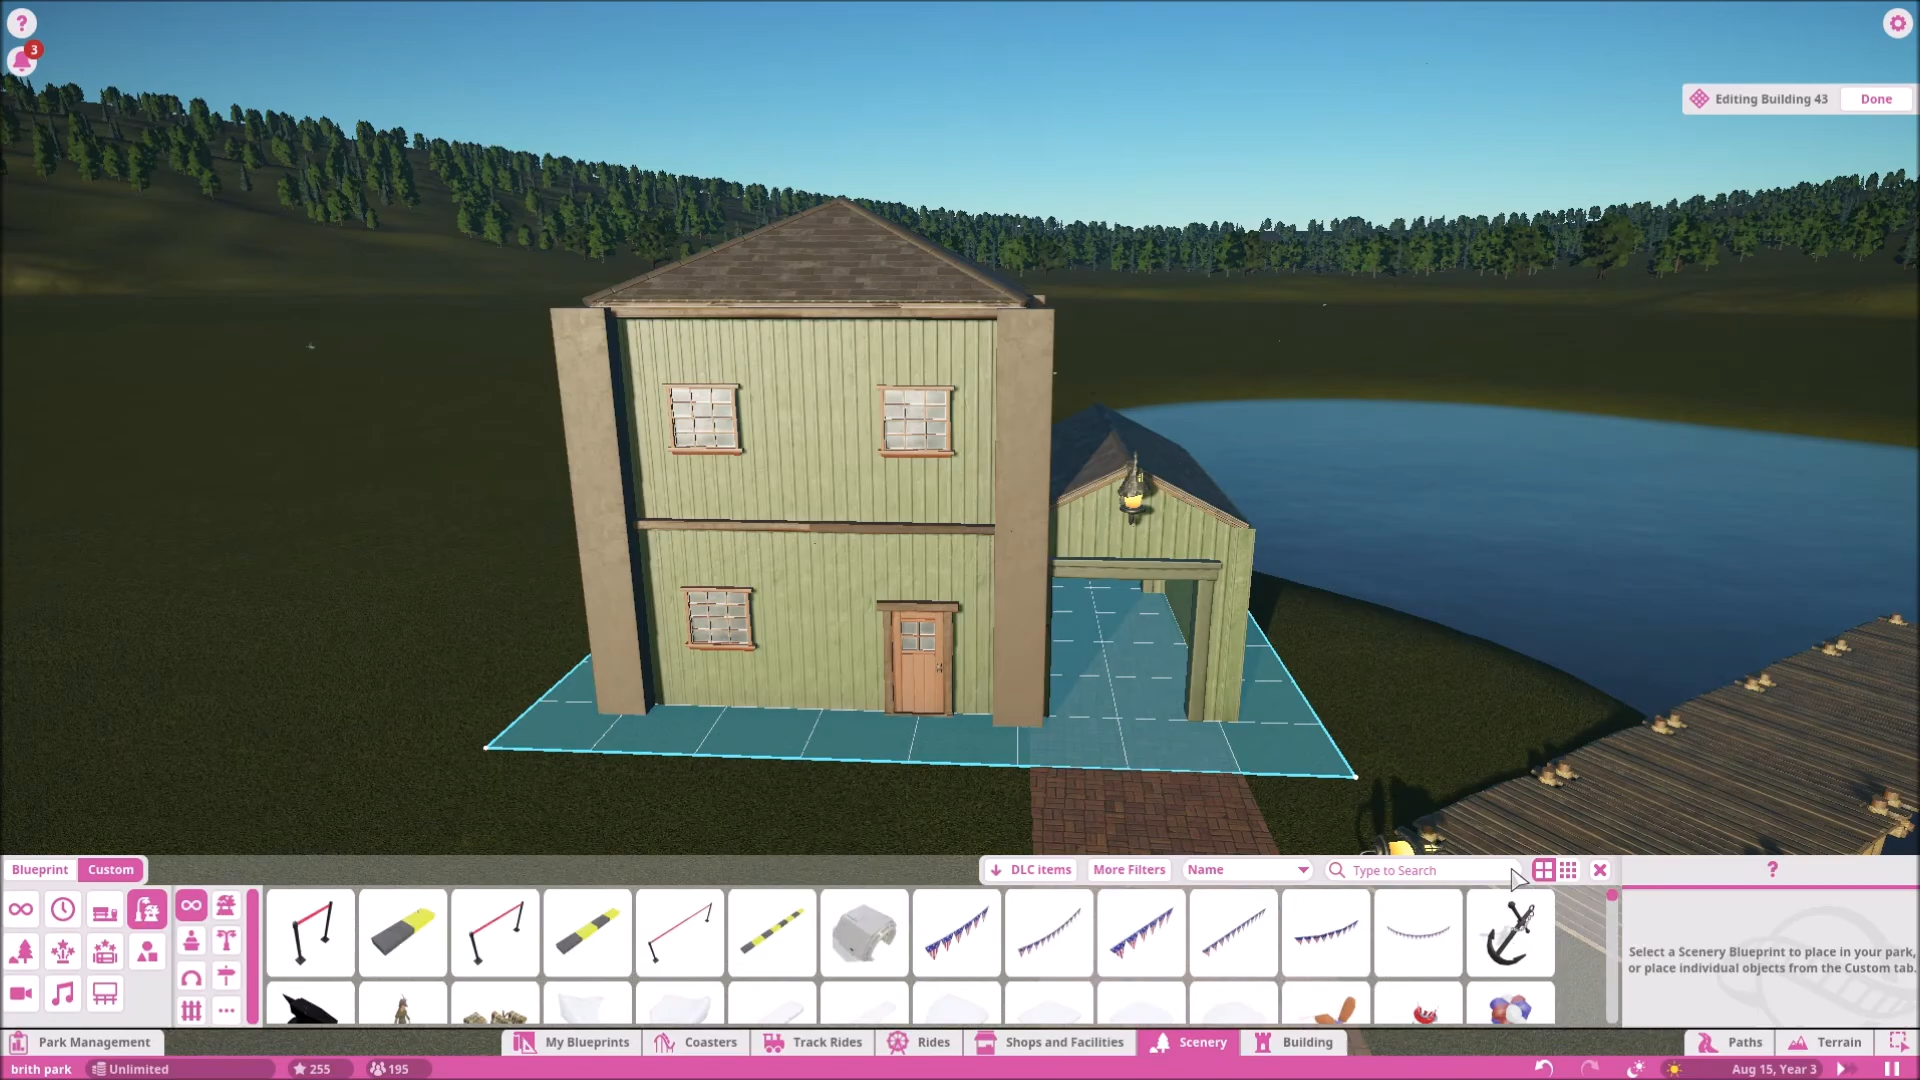 ?
3
Editing Building 43 Done
Blueprint Custom
DLC items More Filters Name Type to Search
?
Select a Scenery Blueprint to place in your park,
or place individual objects from the Custom tab.
Park Management My Blueprints Coasters Track Rides Rides Shops and Facilities Scenery Building Paths Terrain
brith park Unlimited 255 195 Aug 15, Year 3